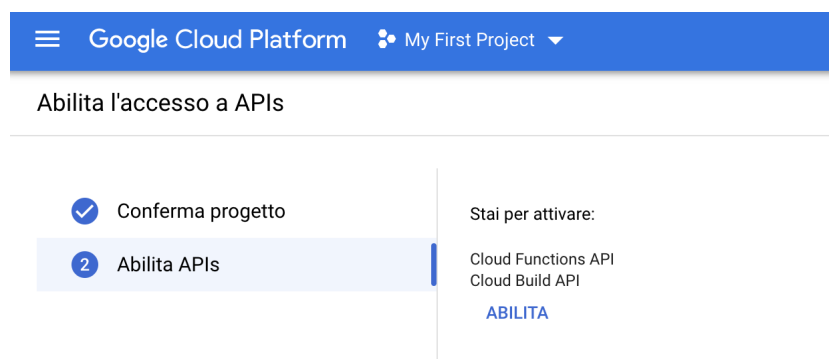 Google Cloud Platform My First Project
Abilita l'accesso a APIs
Conferma progetto
2 Abilita APIs
Stai per attivare:
Cloud Functions API
Cloud Build API
ABILITA